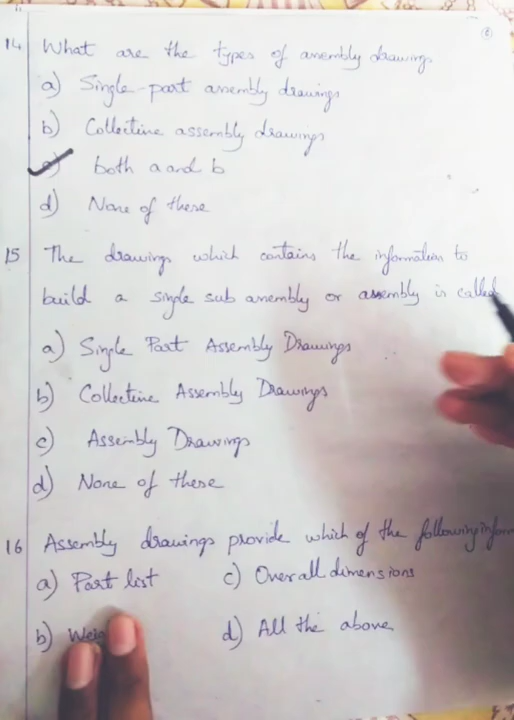 14 What are the types of assembly drawings
a) Single-part assembly drawings
b) Collective assembly drawings
c) both a and b
d) None of these
15 The drawings which contains the information to
build a single sub assembly or assembly is called
a) Single Part Assembly Drawings
b) Collective Assembly Drawings
c) Assembly Drawings
d) None of these
16 Assembly drawings provide which of the following
a) Part list c) Overall dimensions
b) d) All the above